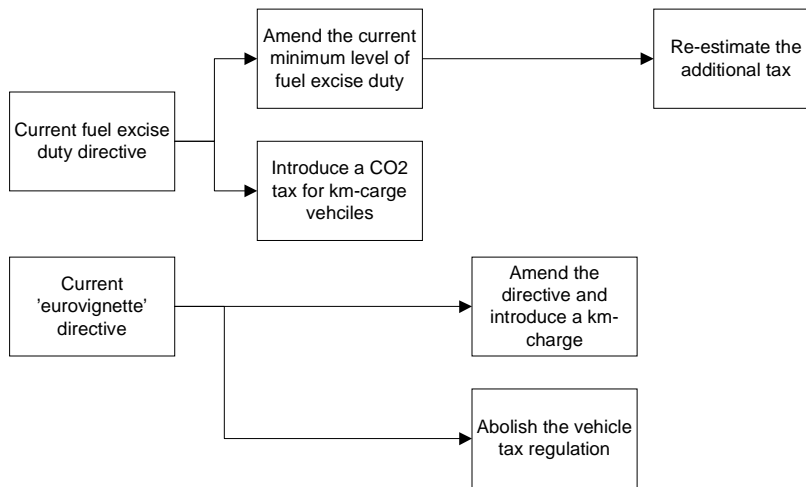 Amend the current
minimum level of
fuel excise duty
Re-estimate the
additional tax
Current fuel excise
duty directive
Introduce a CO2
tax for km-carge
vehciles
Current
’eurovignette’
directive
Amend the
directive and
introduce a km-
charge
Abolish the vehicle
tax regulation